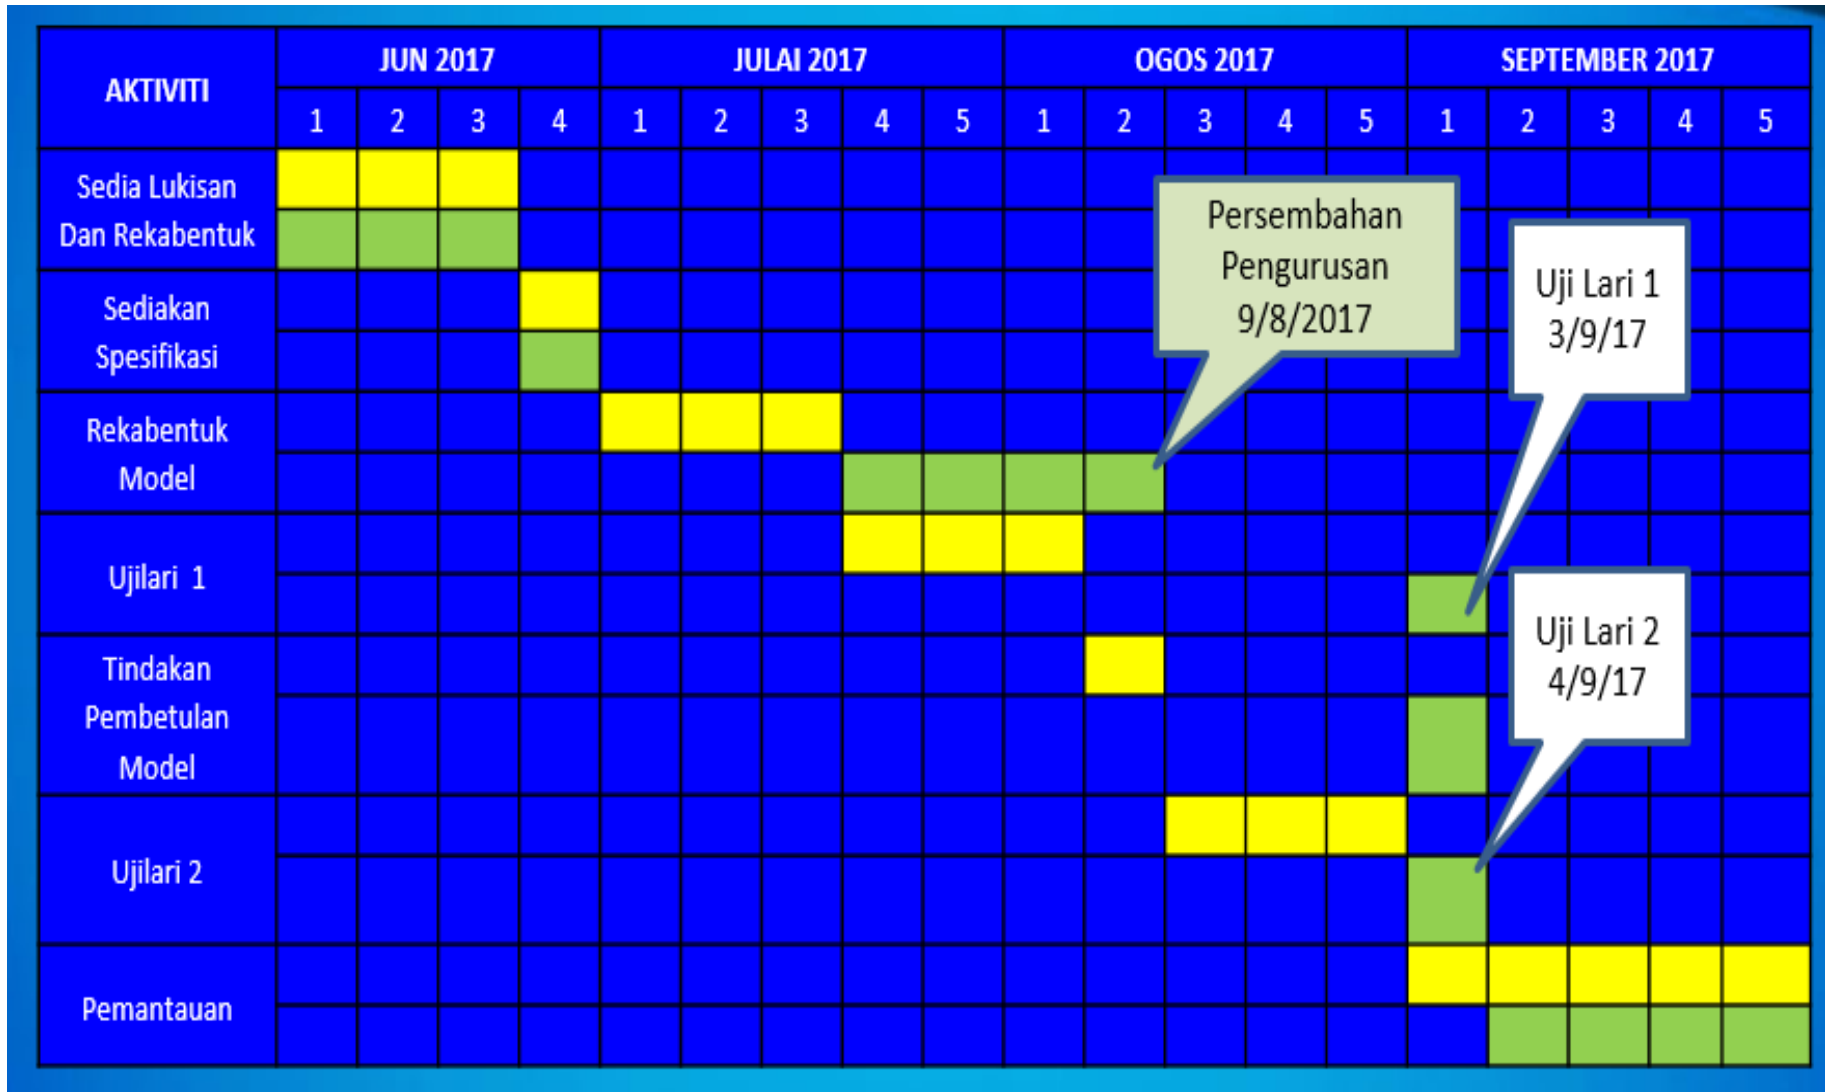 AKTIVITI JUN 2017 JULAI 2017 OGOS 2017 SEPTEMBER 2017
1 2 3 4 1 2 3 4 5 1 2 3 4 5 1 2 3 4 5
Sedia Lukisan
Dan Rekabentuk
Sediakan
Spesifikasi
Rekabentuk
Model
Ujilari 1
Tindakan
Pembetulan
Model
Ujilari 2
Pemantauan
Persembahan
Pengurusan
9/8/2017
Uji Lari 1
3/9/17
Uji Lari 2
4/9/17